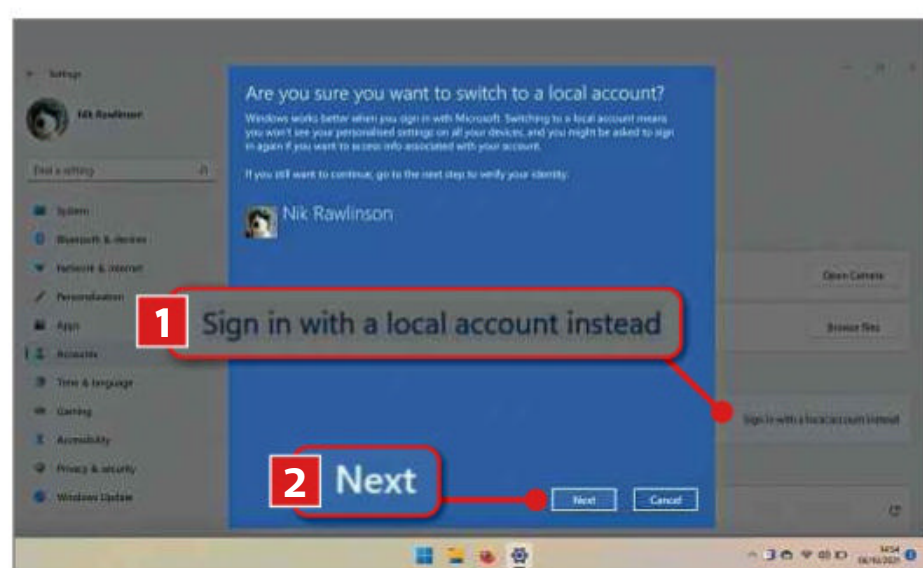 Settings
Nik Rawlinson
Find a setting
System
Bluetooth & devices
Network & internet
Personalisation
Apps
Accounts
Time & language
Gaming
Accessibility
Privacy & security
Windows Update
Are you sure you want to switch to a local account?
Windows works better when you sign in with Microsoft. Switching to a local account means
you won't see your personalised settings on all your devices, and you might be asked to sign
in again if you want to access info associated with your account.
If you still want to continue, go to the next step to verify your identity.
Nik Rawlinson
1 Sign in with a local account instead
2 Next
Next Cancel
Open Camera
Browse files
Sign in with a local account instead
14:54